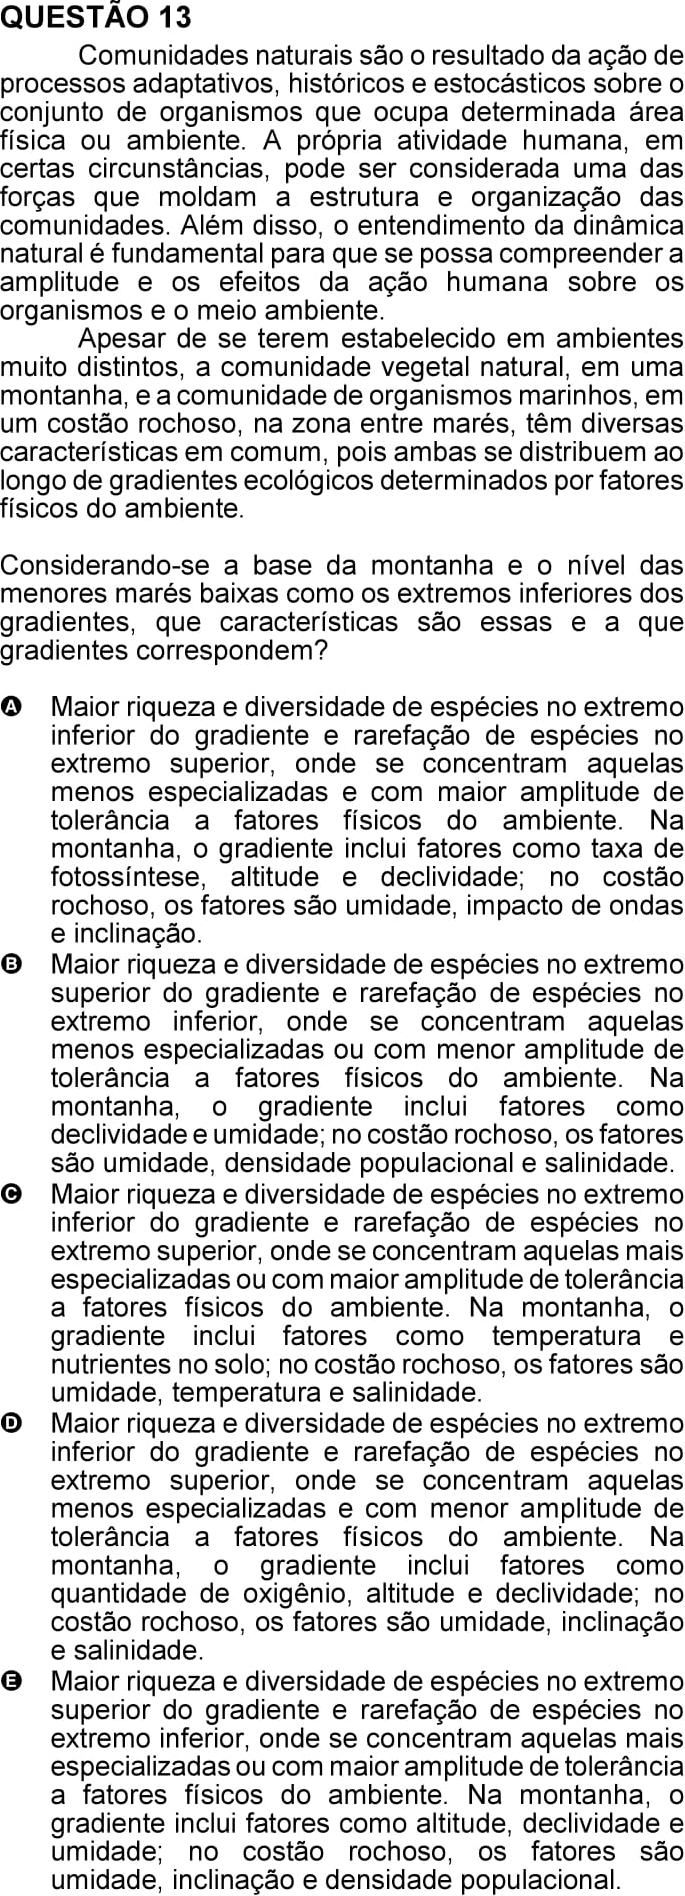 QUESTÃO 13
Comunidades naturais são o resultado da ação de
processos adaptativos, históricos e estocásticos sobre o
conjunto de organismos que ocupa determinada área
física ou ambiente. A própria atividade humana, em
certas circunstâncias, pode ser considerada uma das
forças que moldam a estrutura e organização das
comunidades. Além disso, o entendimento da dinâmica
natural é fundamental para que se possa compreender a
amplitude e os efeitos da ação humana sobre os
organismos e o meio ambiente.
Apesar de se terem estabelecido em ambientes
muito distintos, a comunidade vegetal natural, em uma
montanha, e a comunidade de organismos marinhos, em
um costão rochoso, na zona entre marés, têm diversas
características em comum, pois ambas se distribuem ao
longo de gradientes ecológicos determinados por fatores
físicos do ambiente.
Considerando-se a base da montanha e o nível das
menores marés baixas como os extremos inferiores dos
gradientes, que características são essas e a que
gradientes correspondem?
A Maior riqueza e diversidade de espécies no extremo
inferior do gradiente e rarefação de espécies no
extremo superior, onde se concentram aquelas
menos especializadas e com maior amplitude de
tolerância a fatores físicos do ambiente. Na
montanha, o gradiente inclui fatores como taxa de
fotossíntese, altitude e declividade; no costão
rochoso, os fatores são umidade, impacto de ondas
e inclinação.
B Maior riqueza e diversidade de espécies no extremo
superior do gradiente e rarefação de espécies no
extremo inferior, onde se concentram aquelas
menos especializadas ou com menor amplitude de
tolerância a fatores físicos do ambiente. Na
montanha, o gradiente inclui fatores como
declividade e umidade; no costão rochoso, os fatores
são umidade, densidade populacional e salinidade.
C Maior riqueza e diversidade de espécies no extremo
inferior do gradiente e rarefação de espécies no
extremo superior, onde se concentram aquelas mais
especializadas ou com maior amplitude de tolerância
a fatores físicos do ambiente. Na montanha, o
gradiente inclui fatores como temperatura e
nutrientes no solo; no costão rochoso, os fatores são
umidade, temperatura e salinidade.
D Maior riqueza e diversidade de espécies no extremo
inferior do gradiente e rarefação de espécies no
extremo superior, onde se concentram aquelas
menos especializadas e com menor amplitude de
tolerância a fatores físicos do ambiente. Na
montanha, o gradiente inclui fatores como
quantidade de oxigênio, altitude e declividade; no
costão rochoso, os fatores são umidade, inclinação
e salinidade.
E Maior riqueza e diversidade de espécies no extremo
superior do gradiente e rarefação de espécies no
extremo inferior, onde se concentram aquelas mais
especializadas ou com maior amplitude de tolerância
a fatores físicos do ambiente. Na montanha, o
gradiente inclui fatores como altitude, declividade e
umidade; no costão rochoso, os fatores são
umidade, inclinação e densidade populacional.